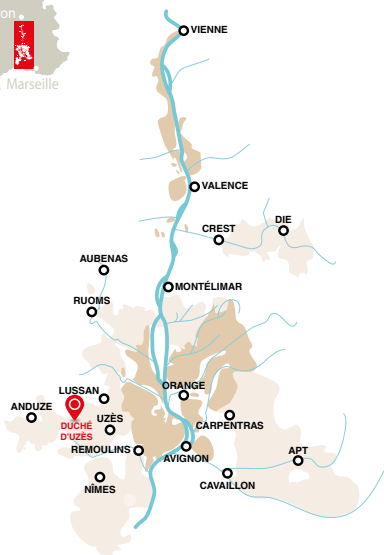 on
Marseille
VIENNE
VALENCE
DIE
CREST
AUBENAS
MONTÉLIMAR
RUOMS
LUSSAN
ORANGE
ANDUZE
UZÈS
CARPENTRAS
DUCHÉ
D'UZÈS
REMOULINS
AVIGNON
APT
NÎMES
CAVAILLON